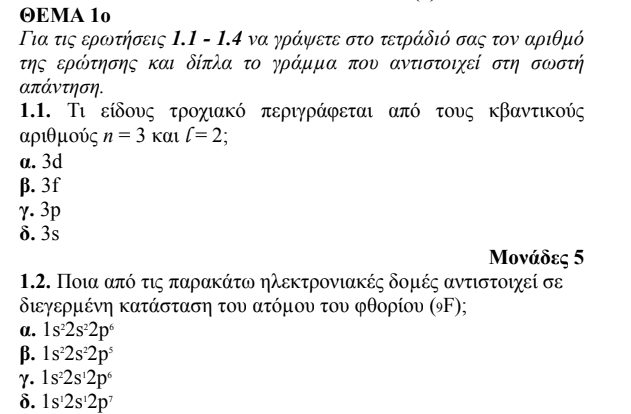 ΘΕΜΑ 1ο
Για τις ερωτήσεις 1.1 - 1.4 να γράψετε στο τετράδιό σας τον αριθμό
της ερώτησης και δίπλα το γράμμα που αντιστοιχεί στη σωστή
απάντηση.
1.1. Τι είδους τροχιακό περιγράφεται από τους κβαντικούς
αριθμούς n = 3 και ℓ = 2;
α. 3d
β. 3f
γ. 3p
δ. 3s
Μονάδες 5
1.2. Ποια από τις παρακάτω ηλεκτρονιακές δομές αντιστοιχεί σε
διεγερμένη κατάσταση του ατόμου του φθορίου (₉F);
α. 1s²2s²2p⁶
β. 1s²2s²2p⁵
γ. 1s²2s¹2p⁶
δ. 1s¹2s¹2p⁷